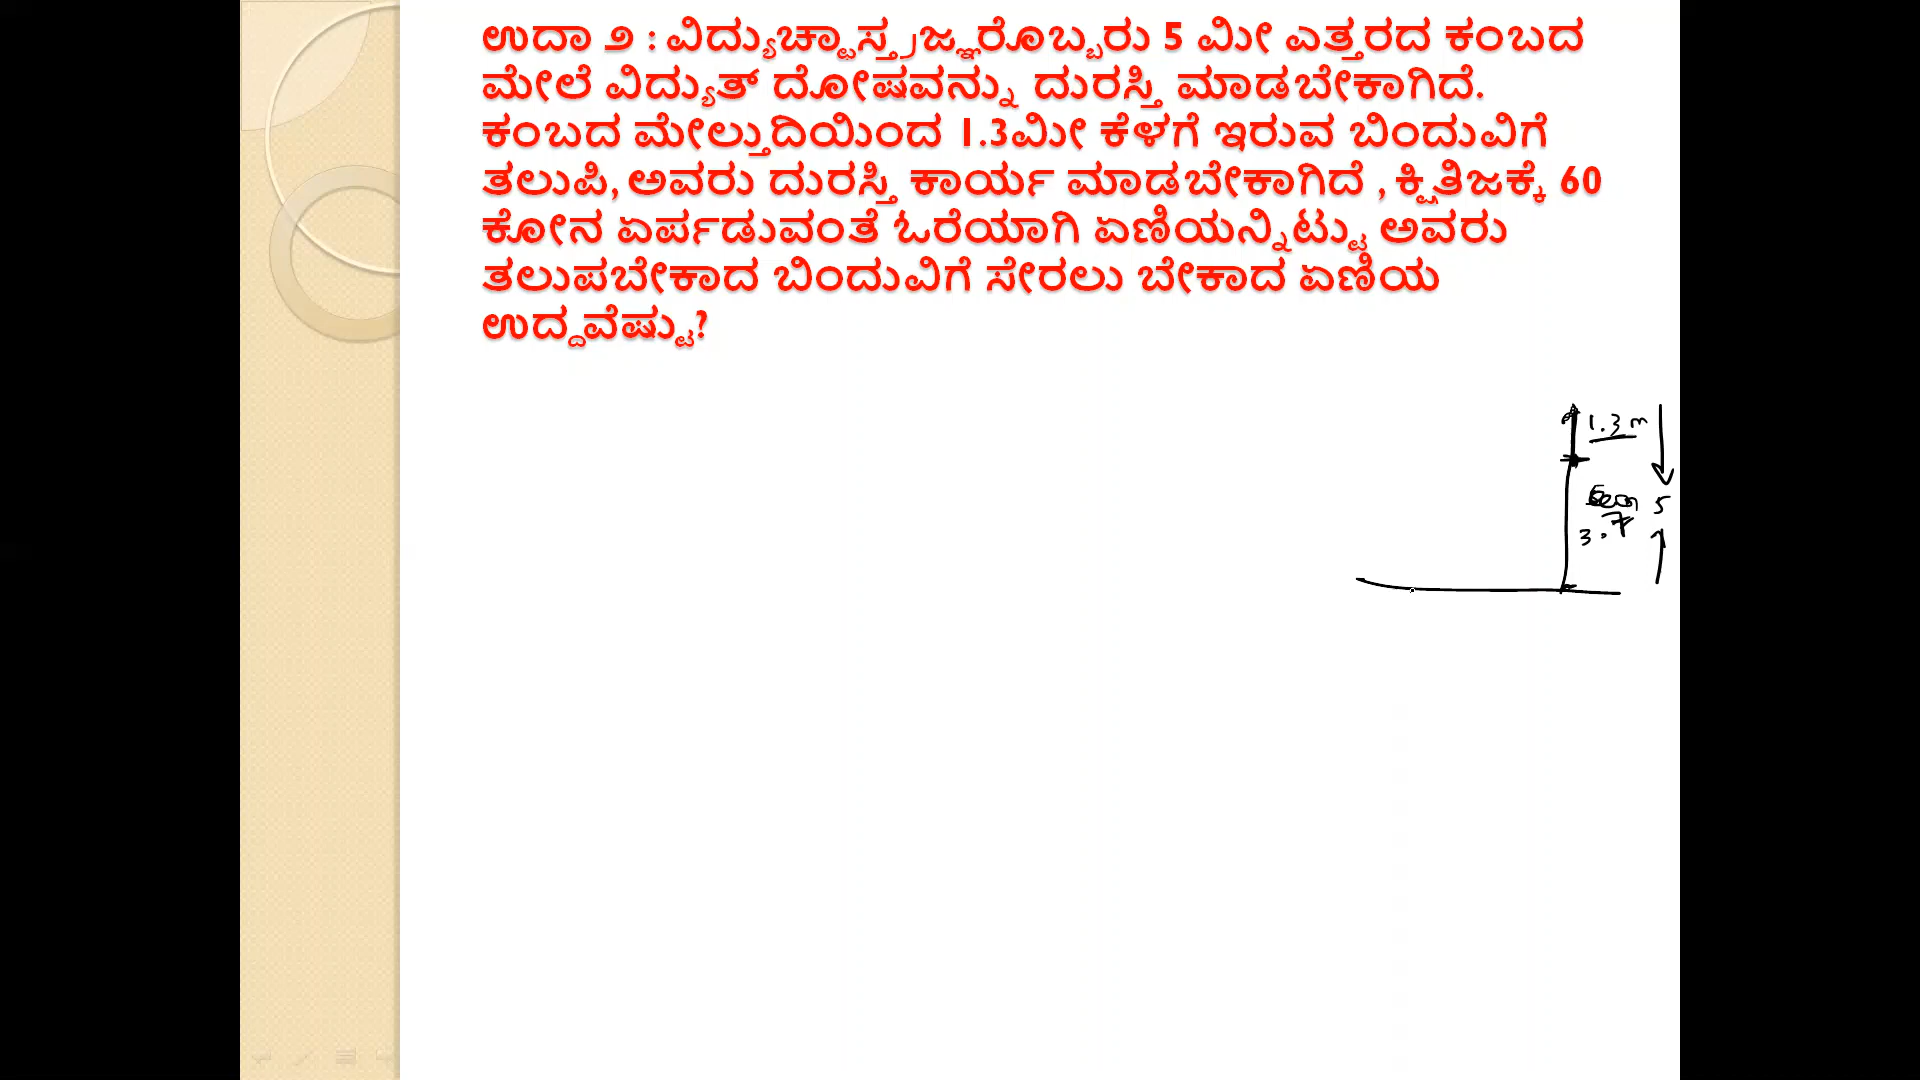 ಉದಾ ೨ : ವಿದ್ಯುಚ್ಛಾಸ್ತ್ರಜ್ಞರೊಬ್ಬರು 5 ಮೀ ಎತ್ತರದ ಕಂಬದ
ಮೇಲೆ ವಿದ್ಯುತ್ ದೋಷವನ್ನು ದುರಸ್ತಿ ಮಾಡಬೇಕಾಗಿದೆ.
ಕಂಬದ ಮೇಲ್ತುದಿಯಿಂದ 1.3ಮೀ ಕೆಳಗೆ ಇರುವ ಬಿಂದುವಿಗೆ
ತಲುಪಿ, ಅವರು ದುರಸ್ತಿ ಕಾರ್ಯ ಮಾಡಬೇಕಾಗಿದೆ , ಕ್ಷಿತಿಜಕ್ಕೆ 60
ಕೋನ ಏರ್ಪಡುವಂತೆ ಓರೆಯಾಗಿ ಏಣಿಯನ್ನಿಟ್ಟು ಅವರು
ತಲುಪಬೇಕಾದ ಬಿಂದುವಿಗೆ ಸೇರಲು ಬೇಕಾದ ಏಣಿಯ
ಉದ್ದವೆಷ್ಟು?
1.3 m
5
3.7